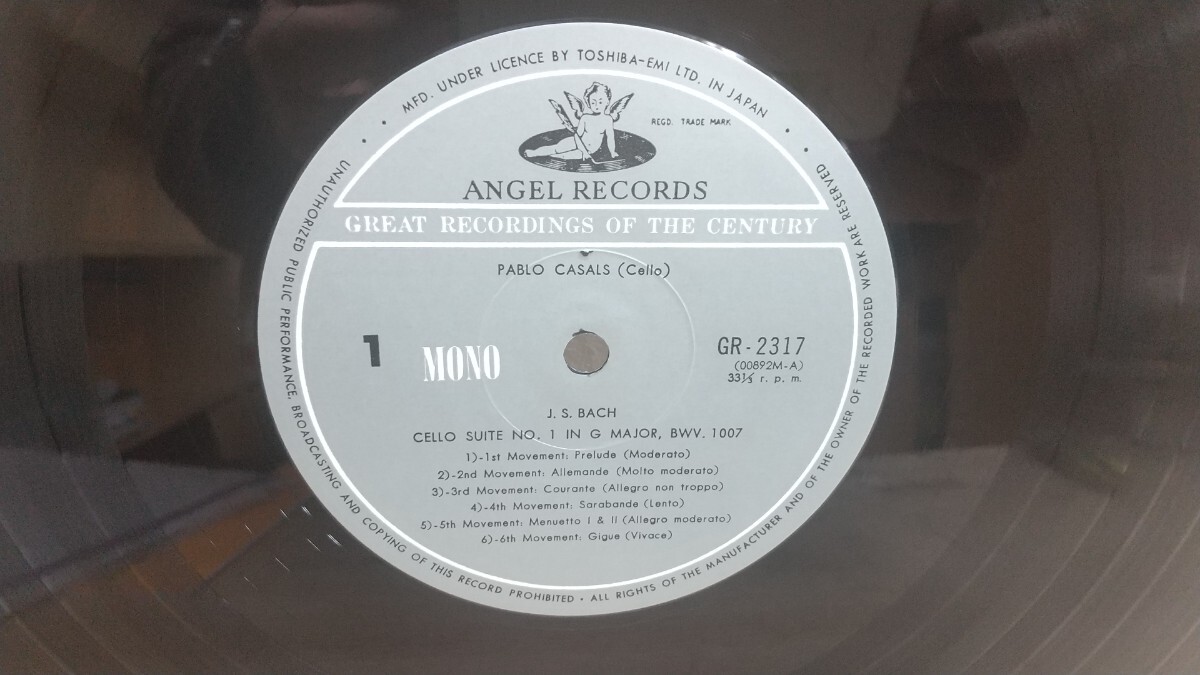 MFD. UNDER LICENCE BY TOSHIBA-EMI LTD. IN JAPAN
REGD. TRADE MARK
ANGEL RECORDS
GREAT RECORDINGS OF THE CENTURY
PABLO CASALS (Cello)
1
MONO
GR-2317
(00892M-A)
33⅓ r. p. m.
J. S. BACH
CELLO SUITE NO. 1 IN G MAJOR, BWV. 1007
1)-1st Movement: Prelude (Moderato)
2)-2nd Movement: Allemande (Molto moderato)
3)-3rd Movement: Courante (Allegro non troppo)
4)-4th Movement: Sarabande (Lento)
5)-5th Movement: Menuetto I & II (Allegro moderato)
6)-6th Movement: Gigue (Vivace)
UNAUTHORIZED PUBLIC PERFORMANCE, BROADCASTING AND COPYING OF THIS RECORD PROHIBITED · ALL RIGHTS OF THE MANUFACTURER AND OF THE OWNER OF THE RECORDED WORK ARE RESERVED